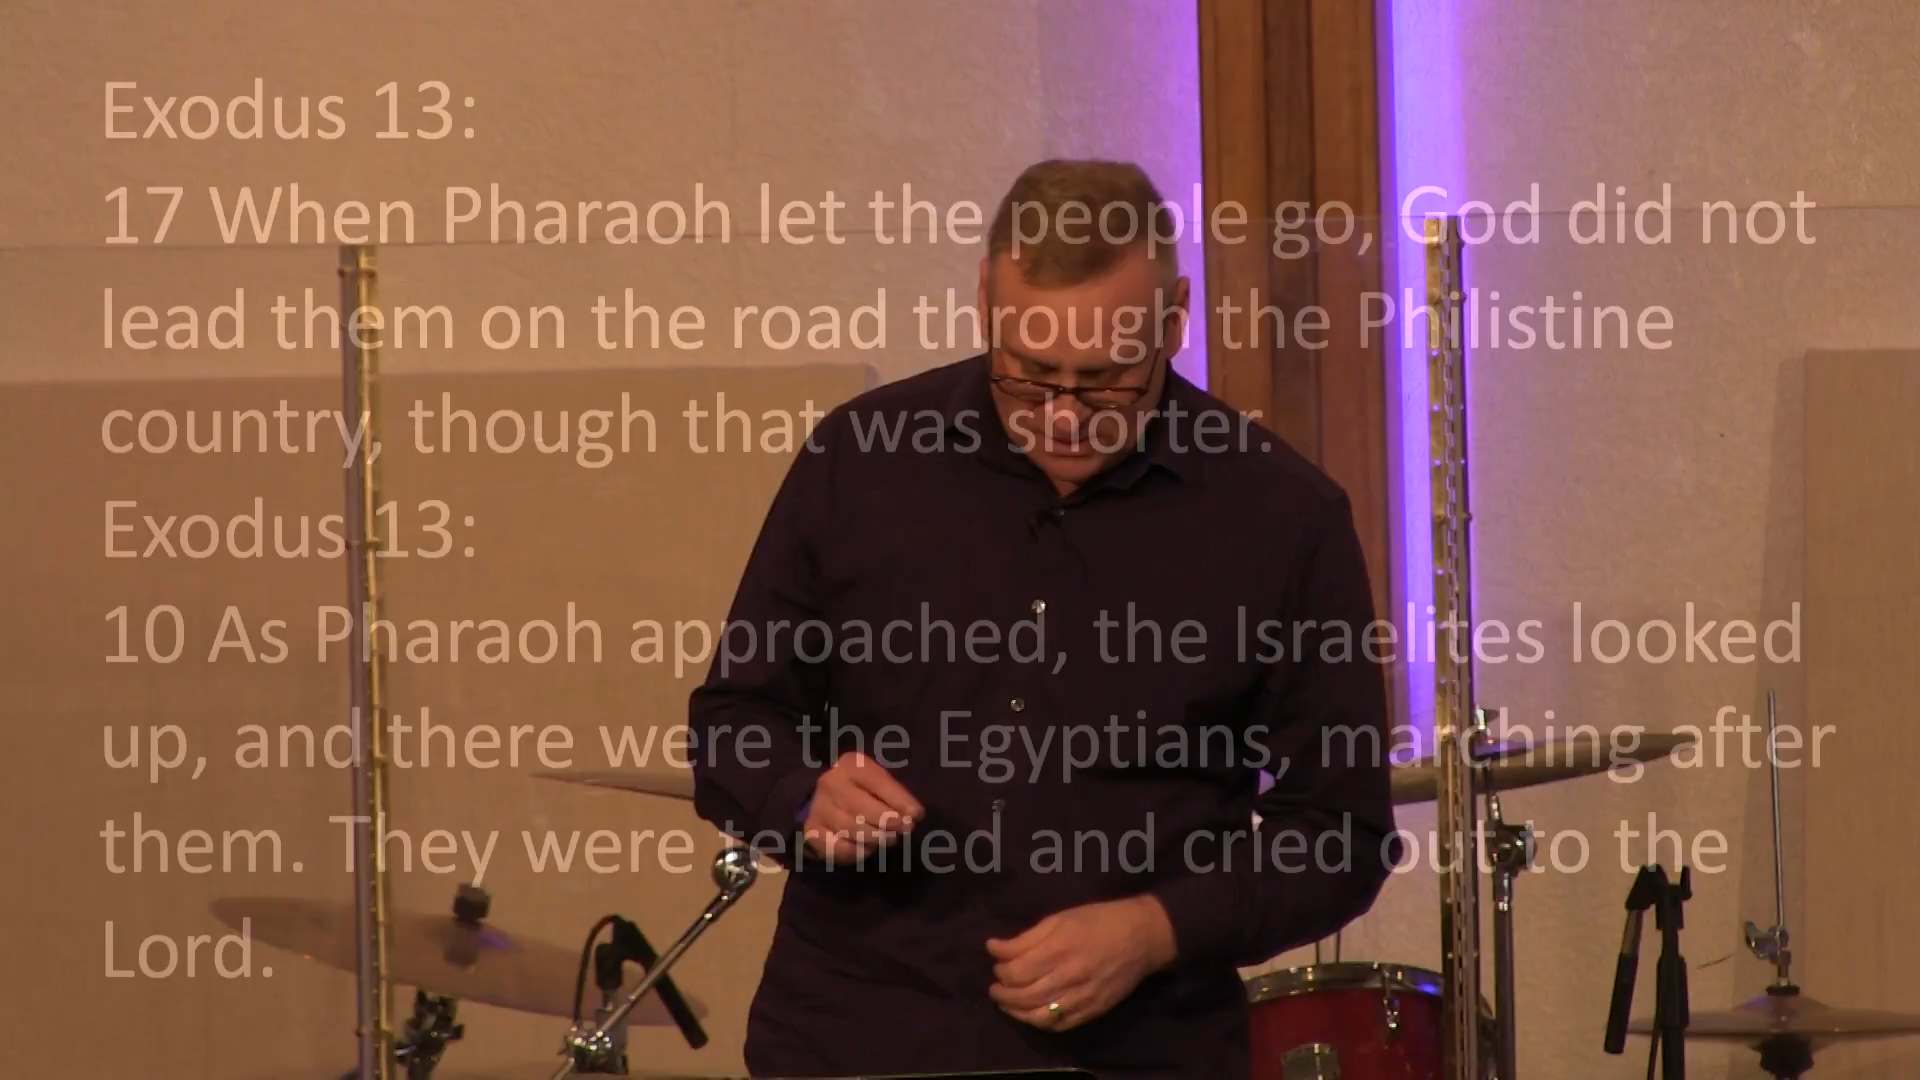 Exodus 13:
17 When Pharaoh let the people go, God did not
lead them on the road through the Philistine
country, though that was shorter.
Exodus 13:
10 As Pharaoh approached, the Israelites looked
up, and there were the Egyptians, marching after
them. They were terrified and cried out to the
Lord.